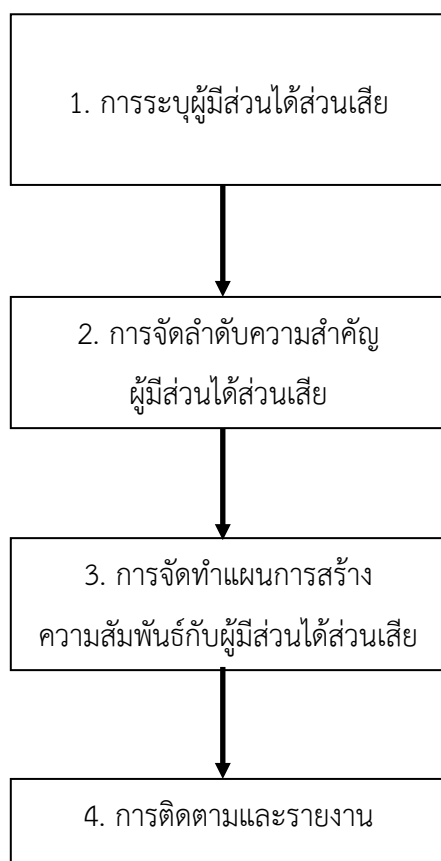 1. การระบุผู้มีส่วนได้ส่วนเสีย
2. การจัดลำดับความสำคัญ
ผู้มีส่วนได้ส่วนเสีย
3. การจัดทำแผนการสร้าง
ความสัมพันธ์กับผู้มีส่วนได้ส่วนเสีย
4. การติดตามและรายงาน